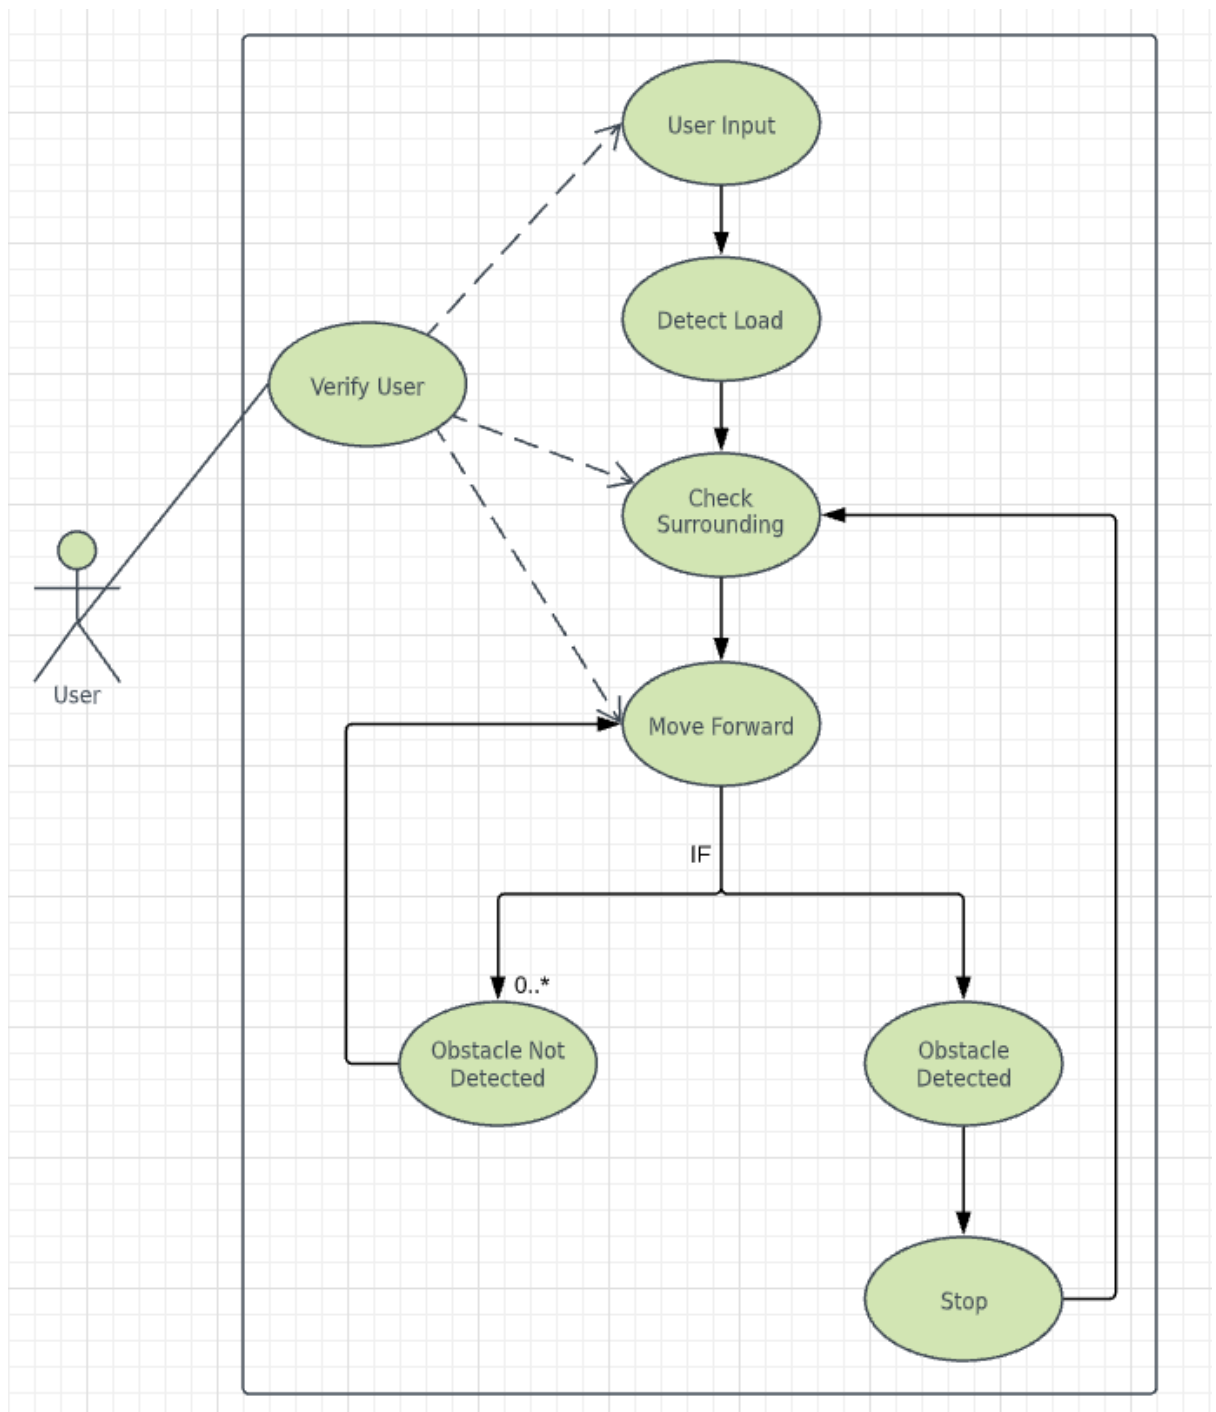 User Input
Detect Load
Verify User
Check
Surrounding
User
Move Forward
IF
0..*
Obstacle Not
Detected
Obstacle
Detected
Stop